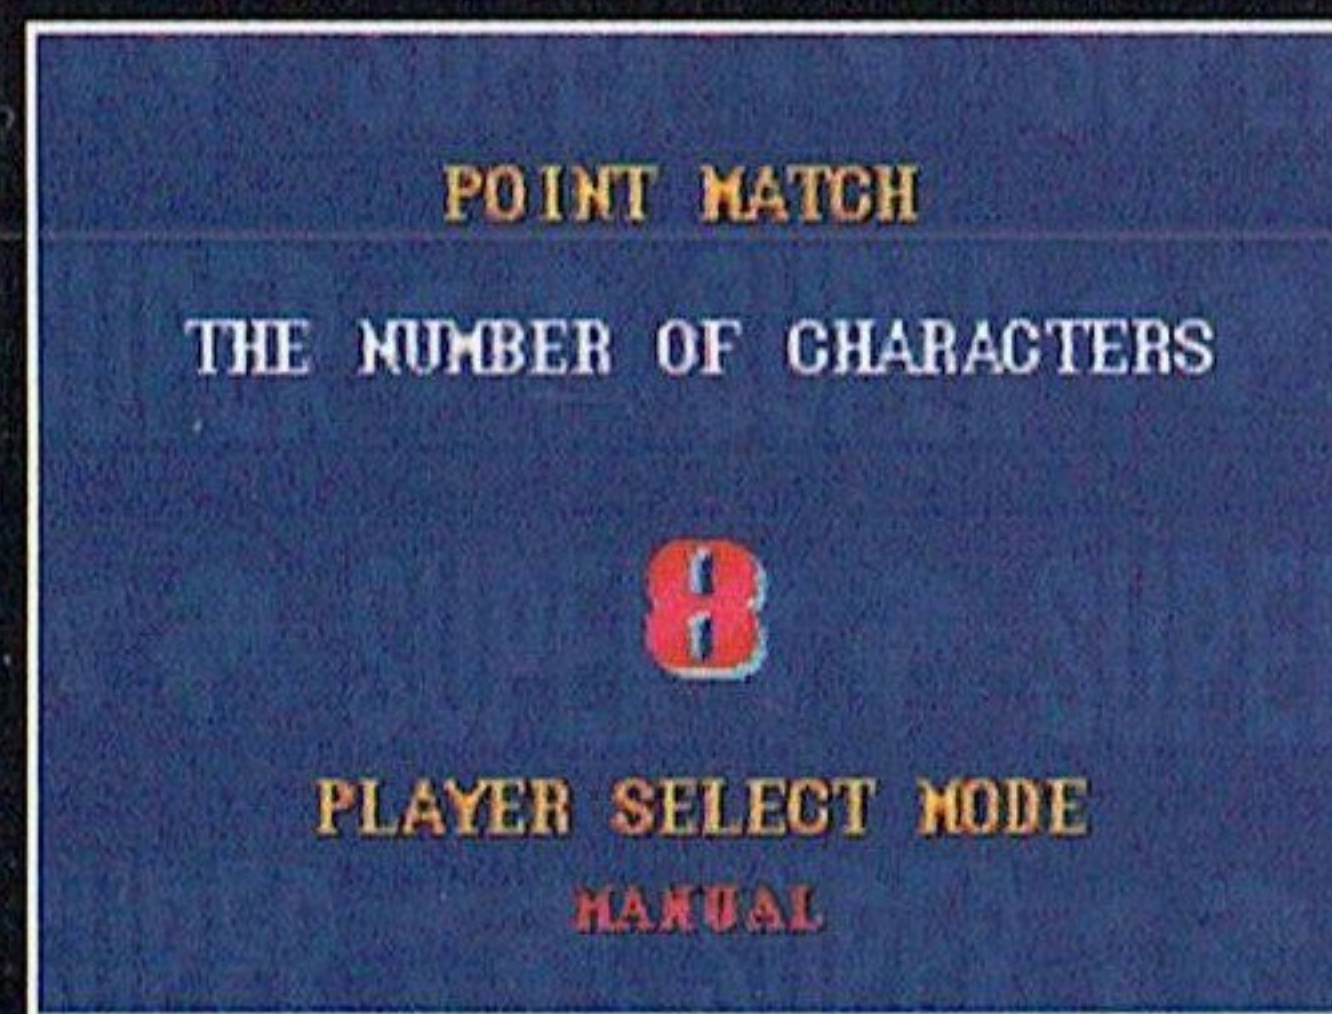 POINT MATCH
THE NUMBER OF CHARACTERS
8
PLAYER SELECT MODE
MANUAL